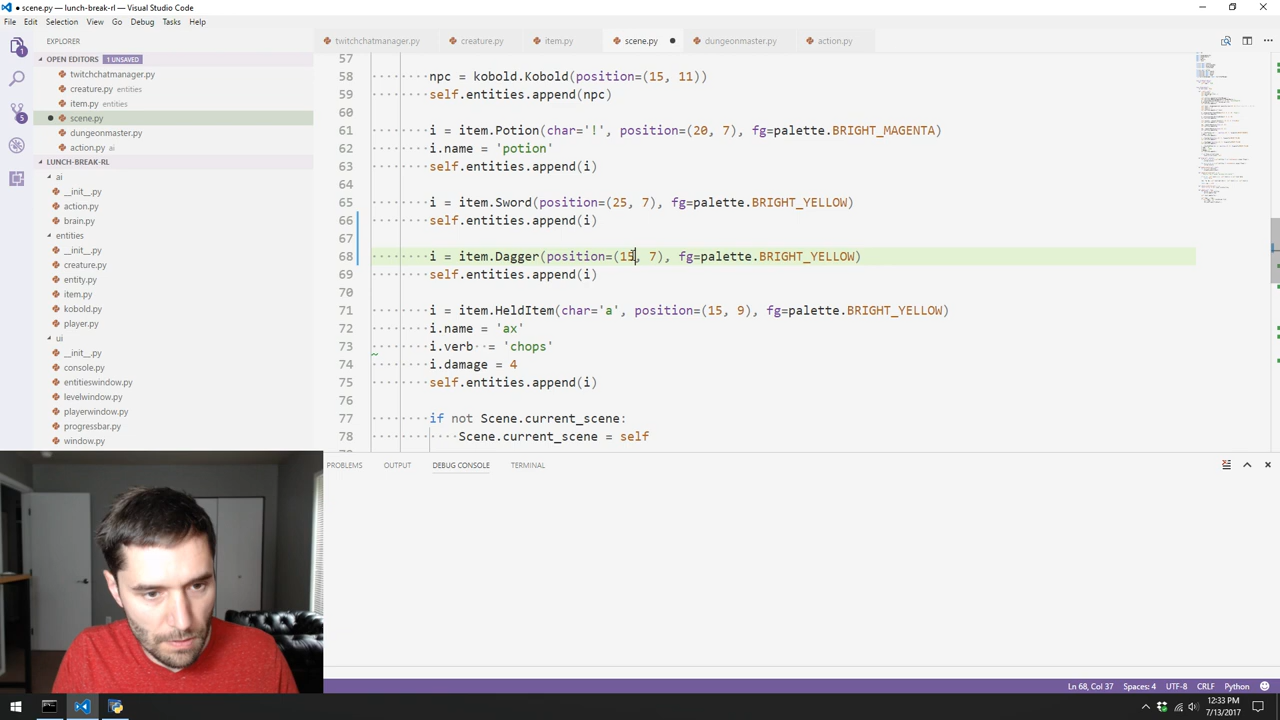 scene.py - lunch-break-rl - Visual Studio Code
File Edit Selection View Go Debug Tasks Help
EXPLORER
OPEN EDITORS 1 UNSAVED
twitchchatmanager.py
creature.py entities
item.py entities
scene.py
dungeonmaster.py
action.py ai
LUNCH-BREAK-RL
ai
__init__.py
action.py
brain.py
entities
__init__.py
creature.py
entity.py
item.py
kobold.py
player.py
ui
__init__.py
console.py
entitieswindow.py
levelwindow.py
playerwindow.py
progressbar.py
window.py
twitchchatmanager.py creature.py item.py scene.py dungeonmaster.py action.py
57
58 npc = kobold.Kobold(position=(15, 11))
59 self.entities.append(npc)
60
61 i = item.Potion(char='!', position=(20, 7), fg=palette.BRIGHT_MAGENTA)
62 i.name = 'potion'
63 self.entities.append(i)
64
65 i = item.Sword(position=(25, 7), fg=palette.BRIGHT_YELLOW)
66 self.entities.append(i)
67
68 i = item.Dagger(position=(15, 7), fg=palette.BRIGHT_YELLOW)
69 self.entities.append(i)
70
71 i = item.HeldItem(char='a', position=(15, 9), fg=palette.BRIGHT_YELLOW)
72 i.name = 'ax'
73 i.verb = 'chops'
74 i.damage = 4
75 self.entities.append(i)
76
77 if not Scene.current_scene:
78 Scene.current_scene = self
PROBLEMS OUTPUT DEBUG CONSOLE TERMINAL
Ln 68, Col 37 Spaces: 4 UTF-8 CRLF Python
12:33 PM
7/13/2017